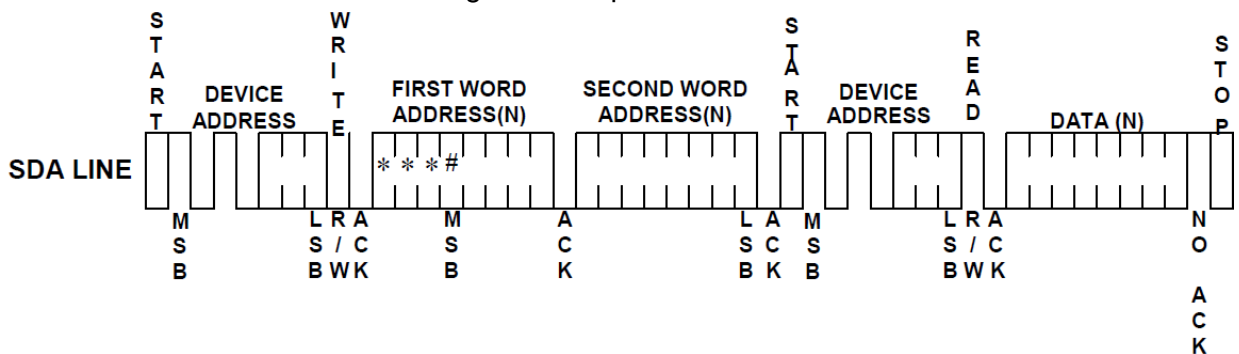 START
DEVICE
ADDRESS
WRITE
FIRST WORD
ADDRESS(N)
SECOND WORD
ADDRESS(N)
START
DEVICE
ADDRESS
READ
DATA (N)
STOP
SDA LINE
* * * #
MSB
LSB
R/W
ACK
MSB
ACK
LSB
ACK
MSB
LSB
R/W
ACK
NO ACK